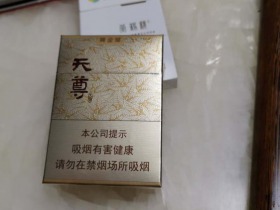 天尊
本公司提示
吸烟有害健康
请勿在禁烟场所吸烟